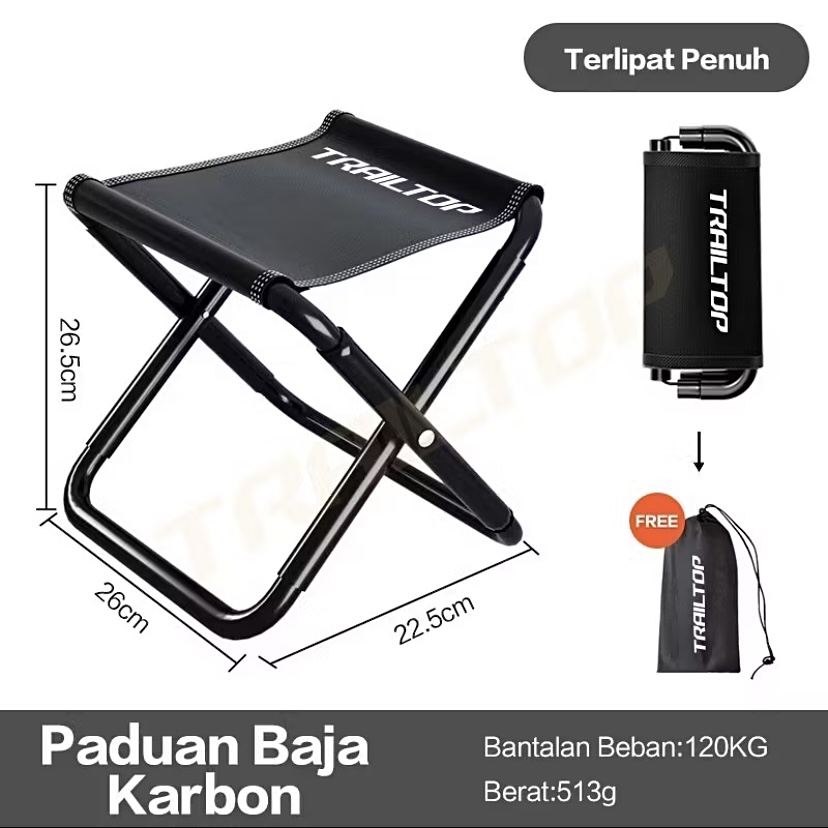 Terlipat Penuh
TRAILTOP
TRAILTOP
26.5cm
TRAILTOP
FREE
TRAILTOP
26cm
22.5cm
Paduan Baja
Karbon
Bantalan Beban:120KG
Berat:513g